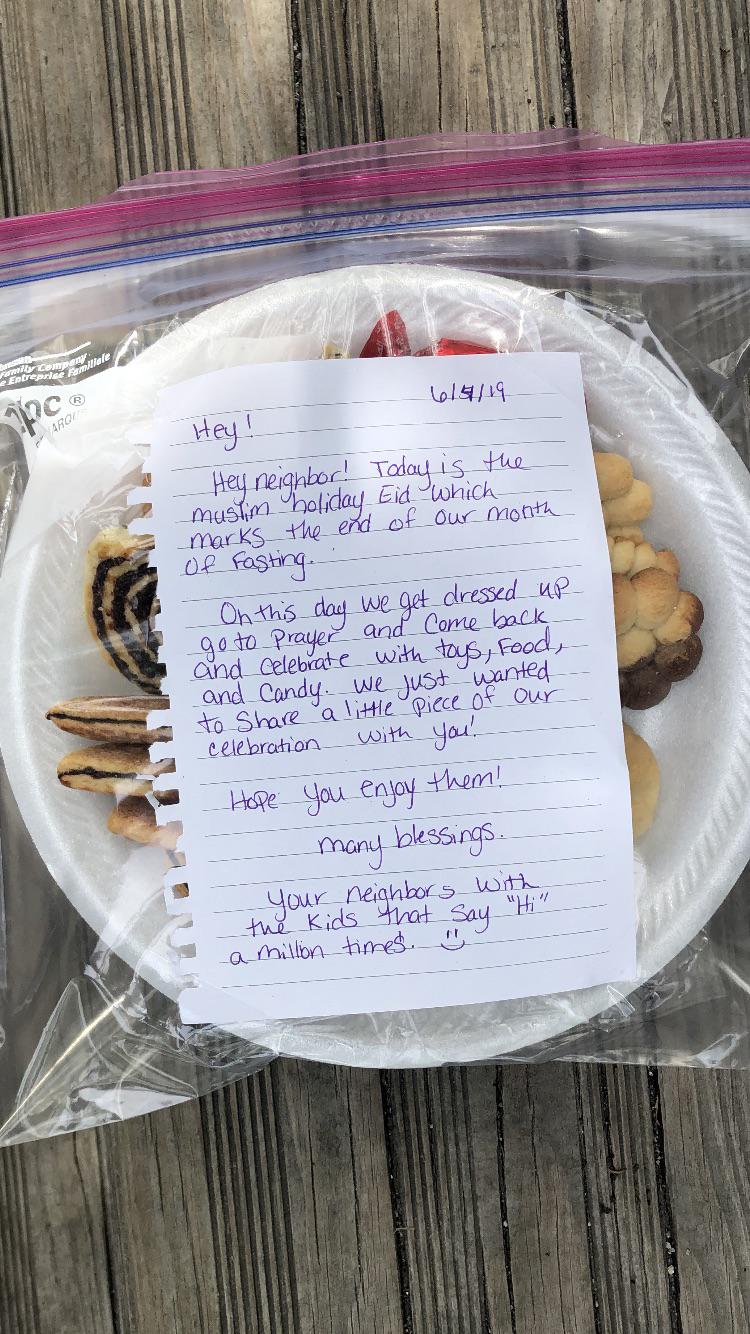 Family Company
e Entreprise Familiale
®
6/4/19
Hey!
Hey neighbor! Today is the
muslim holiday Eid which
marks the end of our month
of Fasting.
On this day we get dressed up
go to Prayer and Come back
and celebrate with toys, Food,
and Candy. We just wanted
to Share a little piece of our
celebration with you!
Hope you enjoy them!
many blessings.
Your neighbors with
the Kids that say "Hi"
a million times. :)